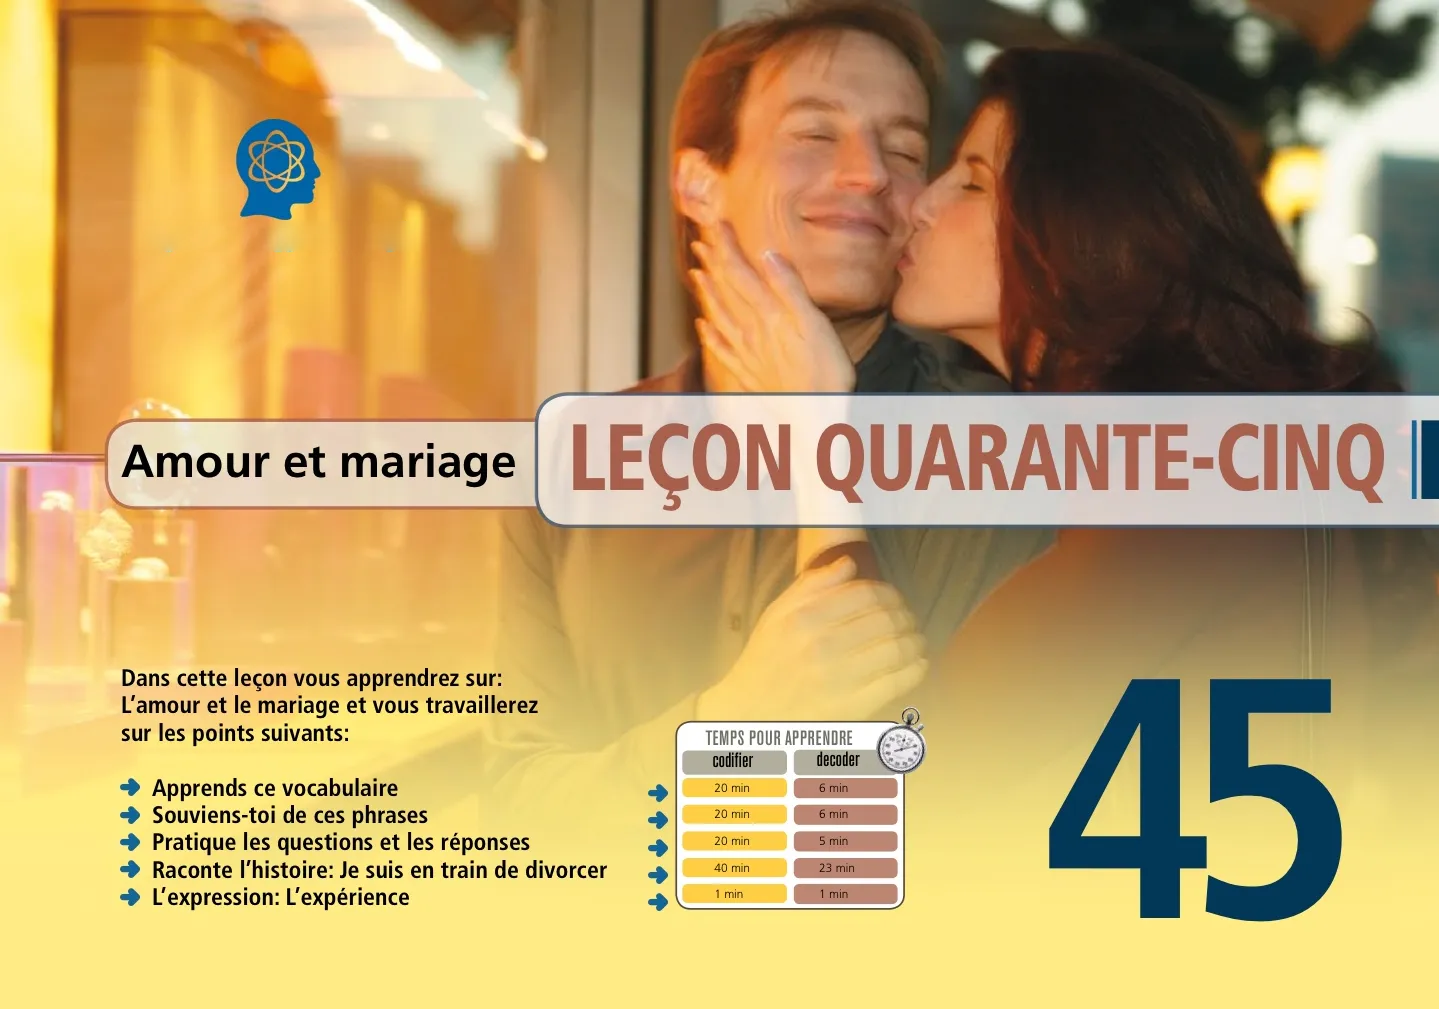 Amour et mariage
LEÇON QUARANTE-CINQ
Dans cette leçon vous apprendrez sur:
L'amour et le mariage et vous travaillerez
sur les points suivants:
Apprends ce vocabulaire
Souviens-toi de ces phrases
Pratique les questions et les réponses
Raconte l'histoire: Je suis en train de divorcer
L'expression: L'expérience
TEMPS POUR APPRENDRE
codifier decoder
20 min 6 min
20 min 6 min
20 min 5 min
40 min 23 min
1 min 1 min
45